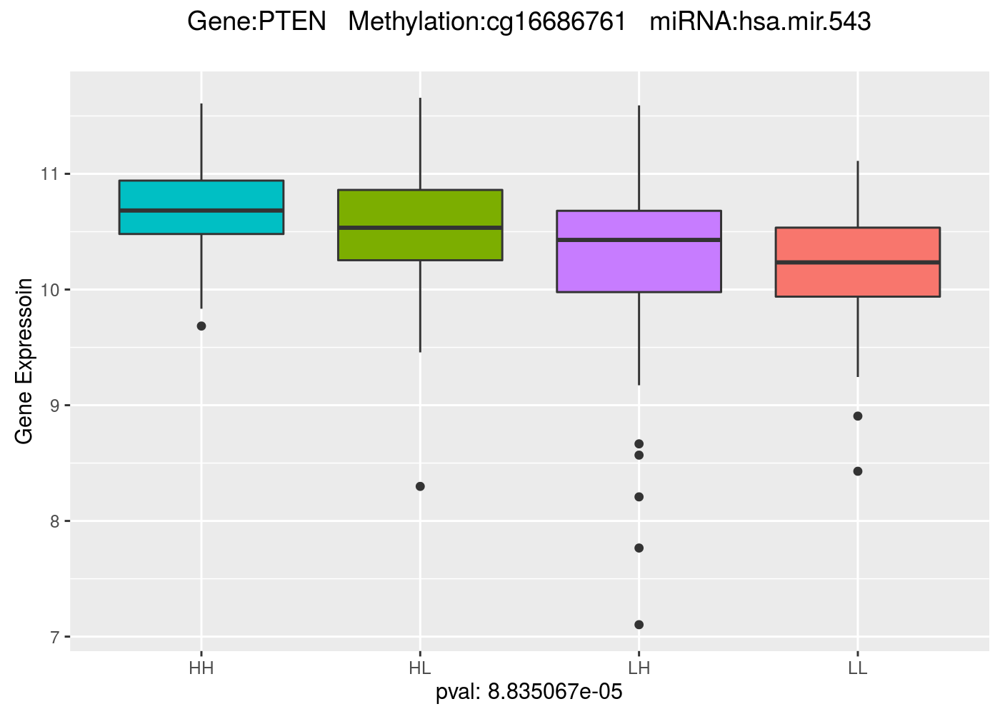 Gene:PTEN   Methylation:cg16686761   miRNA:hsa.mir.543
Gene Expressoin
11
10
9
8
7
HH HL LH LL
pval: 8.835067e-05